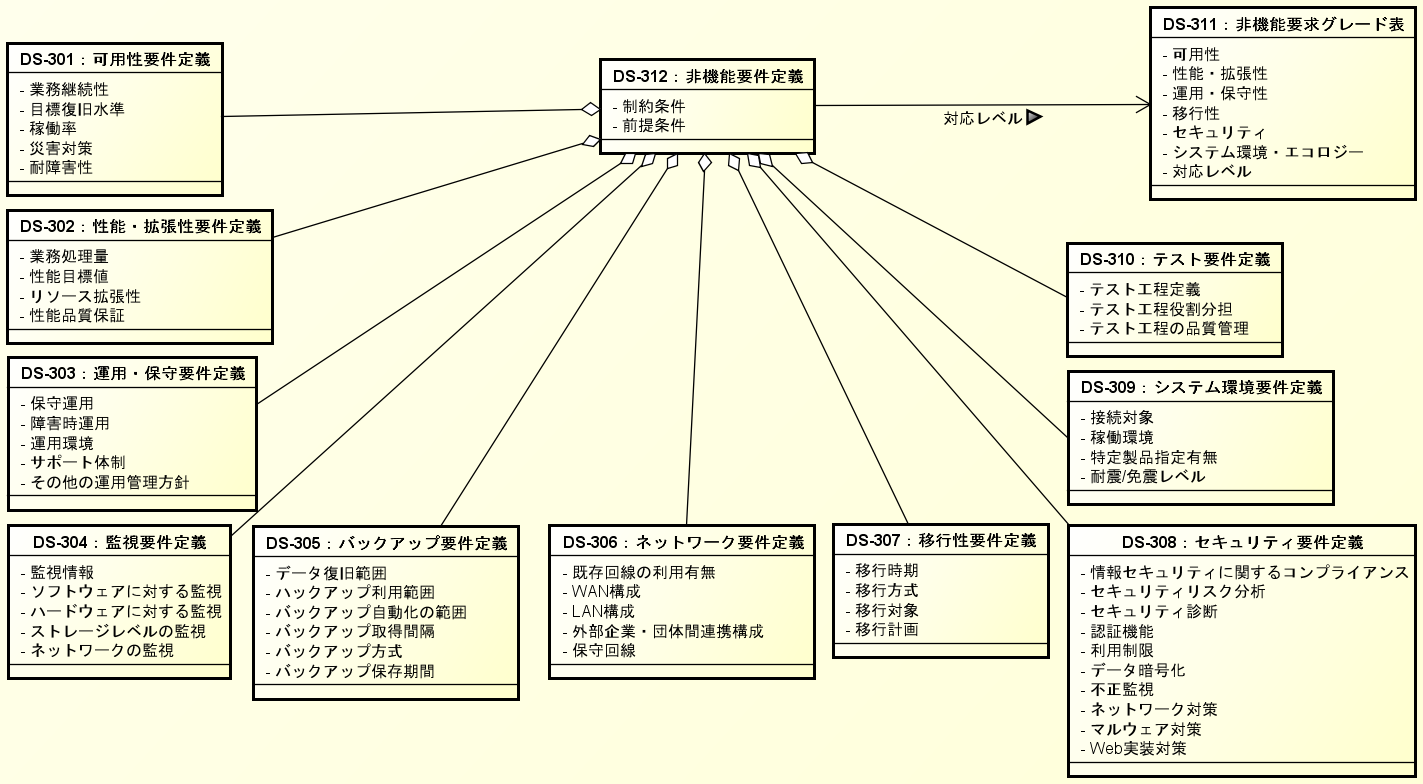 DS-301：可用性要件定義
- 業務継続性
- 目標復旧水準
- 稼働率
- 災害対策
- 耐障害性
DS-312：非機能要件定義
- 制約条件
- 前提条件
対応レベル
DS-311：非機能要求グレード表
- 可用性
- 性能・拡張性
- 運用・保守性
- 移行性
- セキュリティ
- システム環境・エコロジー
- 対応レベル
DS-302：性能・拡張性要件定義
- 業務処理量
- 性能目標値
- リソース拡張性
- 性能品質保証
DS-310：テスト要件定義
- テスト工程定義
- テスト工程役割分担
- テスト工程の品質管理
DS-303：運用・保守要件定義
- 保守運用
- 障害時運用
- 運用環境
- サポート体制
- その他の運用管理方針
DS-309：システム環境要件定義
- 接続対象
- 稼働環境
- 特定製品指定有無
- 耐震/免震レベル
DS-304：監視要件定義
- 監視情報
- ソフトウェアに対する監視
- ハードウェアに対する監視
- ストレージレベルの監視
- ネットワークの監視
DS-305：バックアップ要件定義
- データ復旧範囲
- ハックアップ利用範囲
- バックアップ自動化の範囲
- バックアップ取得間隔
- バックアップ方式
- バックアップ保存期間
DS-306：ネットワーク要件定義
- 既存回線の利用有無
- WAN構成
- LAN構成
- 外部企業・団体間連携構成
- 保守回線
DS-307：移行性要件定義
- 移行時期
- 移行方式
- 移行対象
- 移行計画
DS-308：セキュリティ要件定義
- 情報セキュリティに関するコンプライアンス
- セキュリティリスク分析
- セキュリティ診断
- 認証機能
- 利用制限
- データ暗号化
- 不正監視
- ネットワーク対策
- マルウェア対策
- Web実装対策